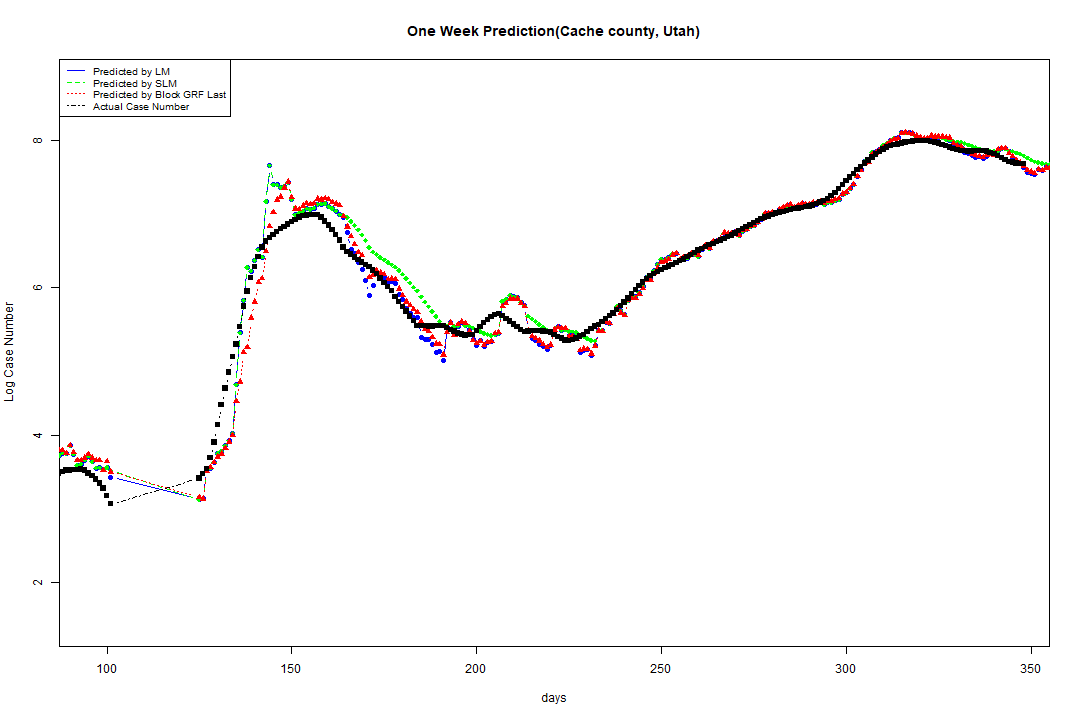 One Week Prediction(Cache county, Utah)
Predicted by LM
Predicted by SLM
Predicted by Block GRF Last
Actual Case Number
8
6
4
2
Log Case Number
100 150 200 250 300 350
days